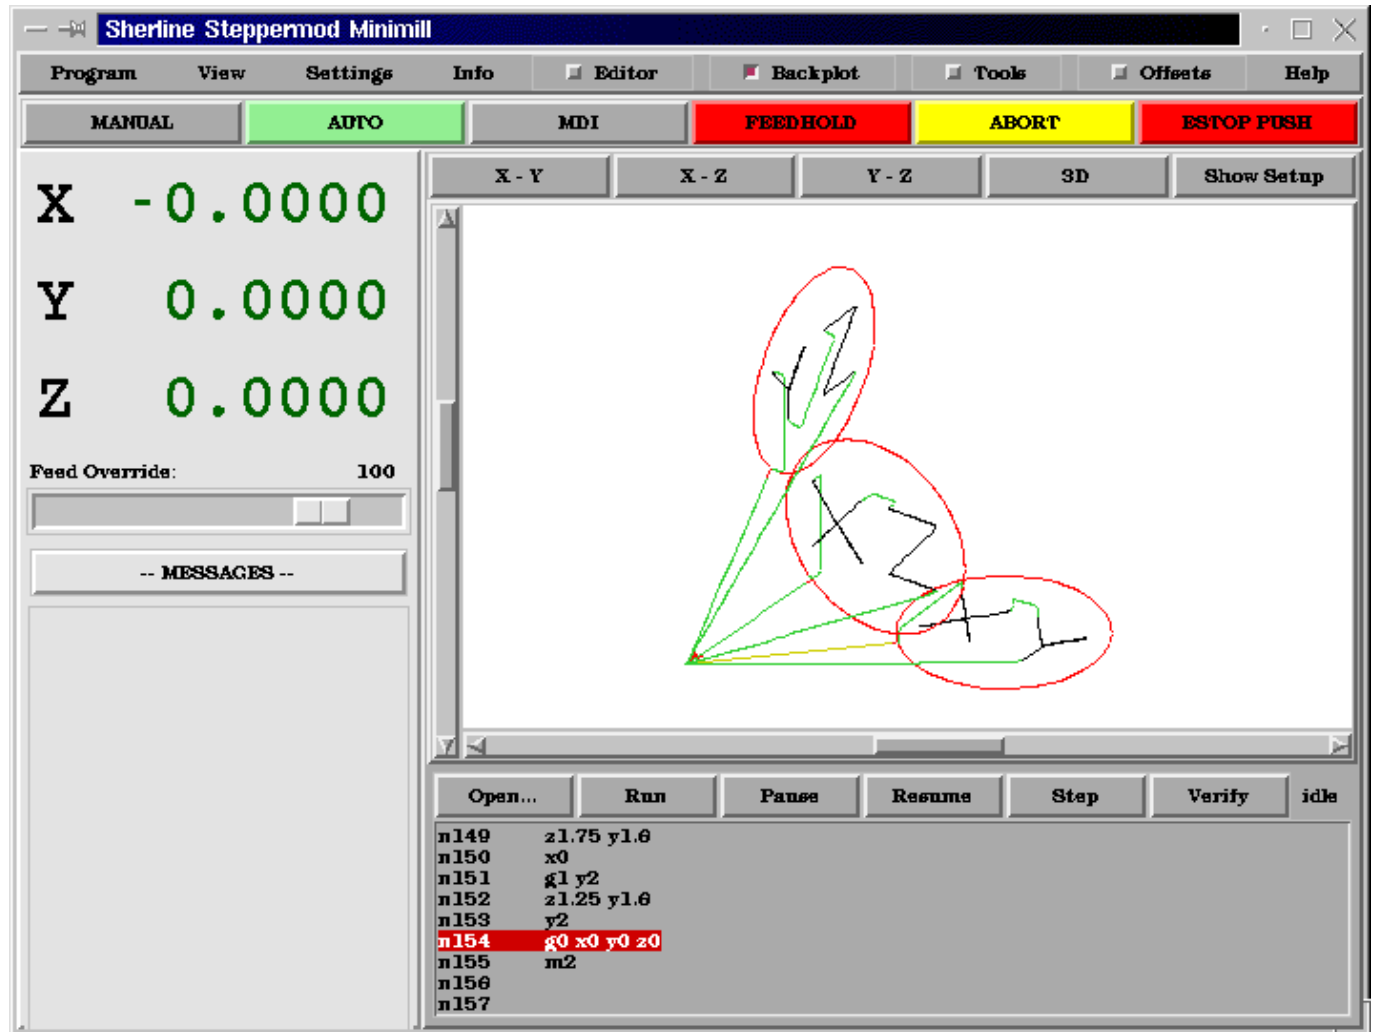 Sherline Steppermod Minimill
Program View Settings Info Editor Backplot Tools Offsets Help
MANUAL AUTO MDI FEEDHOLD ABORT ESTOP PUSH
X - Y X - Z Y - Z 3D Show Setup
X -0.0000
Y 0.0000
Z 0.0000
Feed Override: 100
-- MESSAGES --
Y Z
X Z
X Y
Open... Run Pause Resume Step Verify idle
n149 z1.75 y1.6
n150 x0
n151 g1 y2
n152 z1.25 y1.6
n153 y2
n154 g0 x0 y0 z0
n155 m2
n156
n157